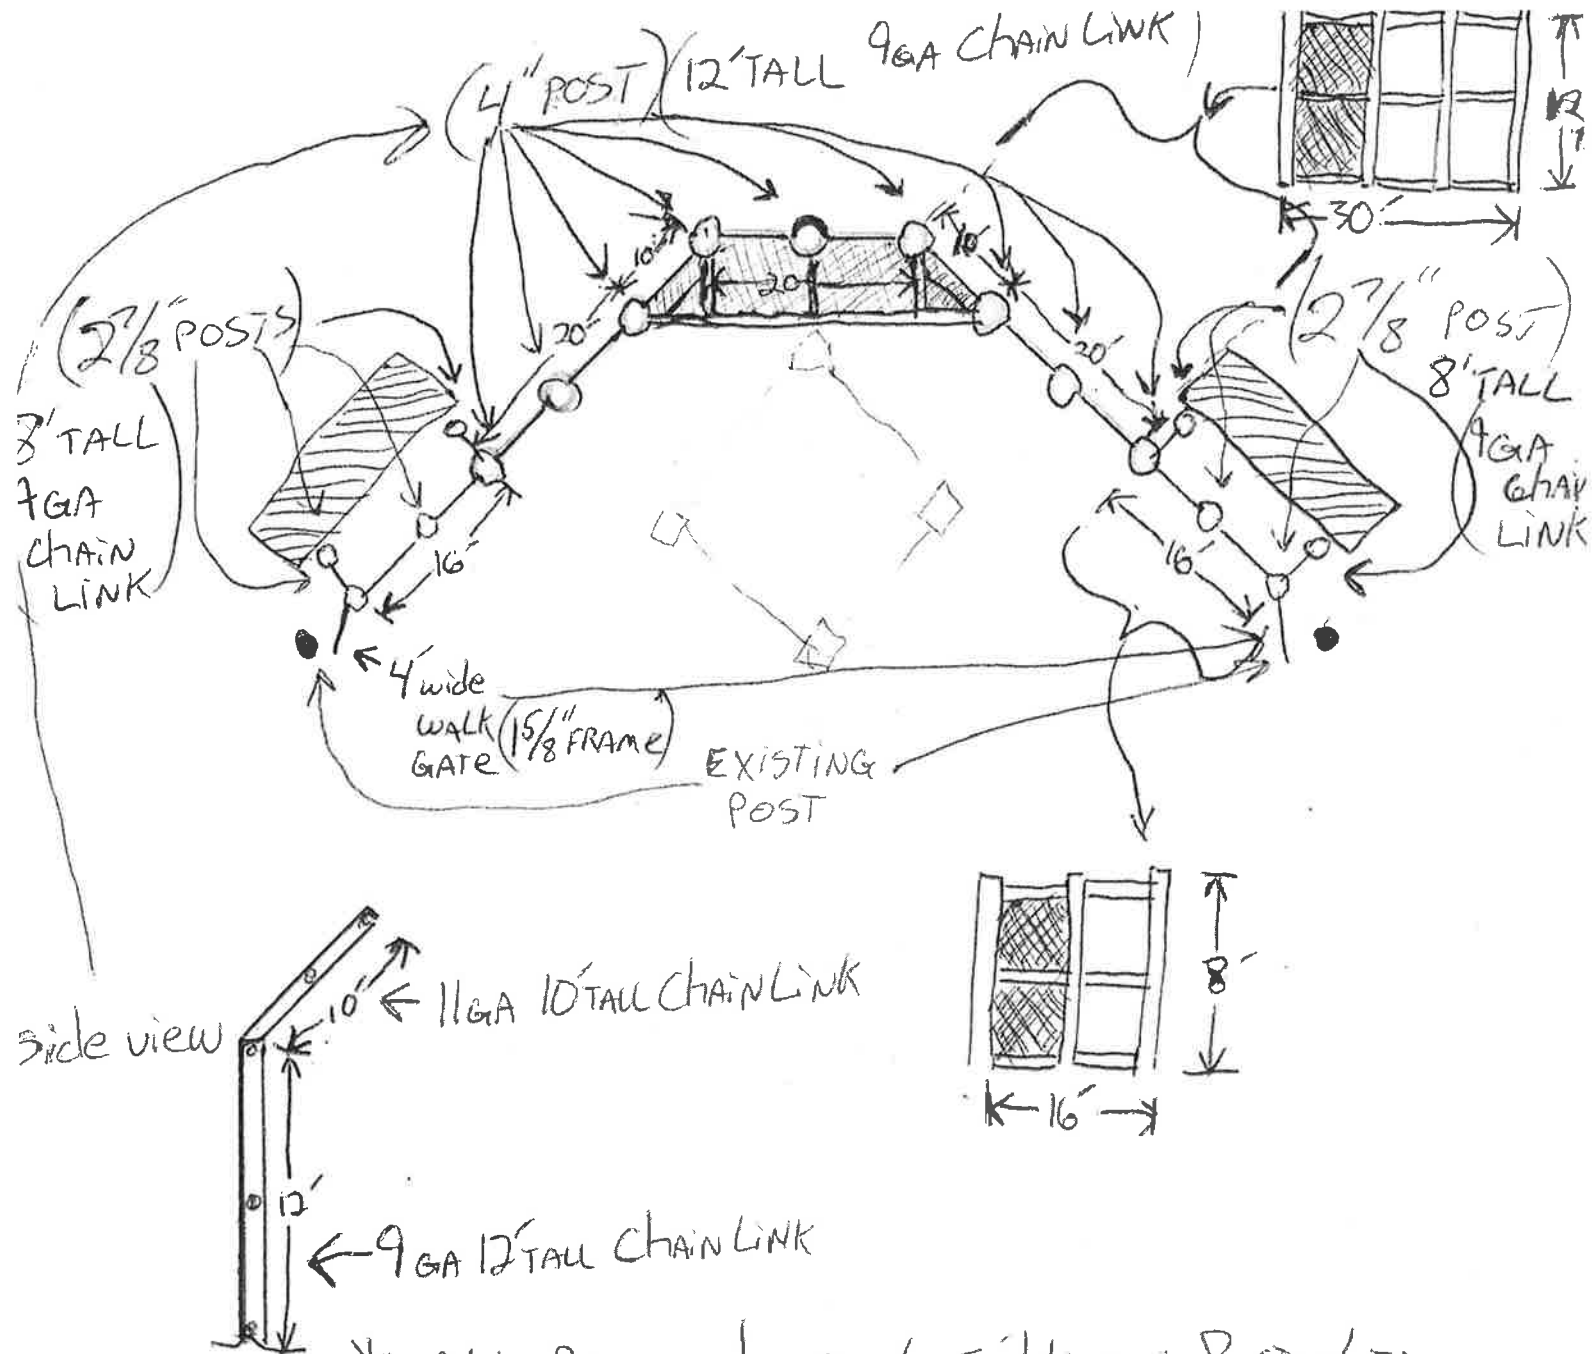 (4" POST)(12' TALL 9GA CHAIN LINK)
12'
30'
10'
20'
10'
(2 7/8" POSTS)
8' TALL
9GA
CHAIN
LINK
20'
20'
(2 7/8" POST)
8' TALL
9GA
CHAIN
LINK
16'
16'
4' wide
WALK
GATE (1 5/8" FRAME)
EXISTING
POST
8'
16'
side view
10'
11GA 10' TALL CHAIN LINK
12'
9GA 12' TALL CHAIN LINK